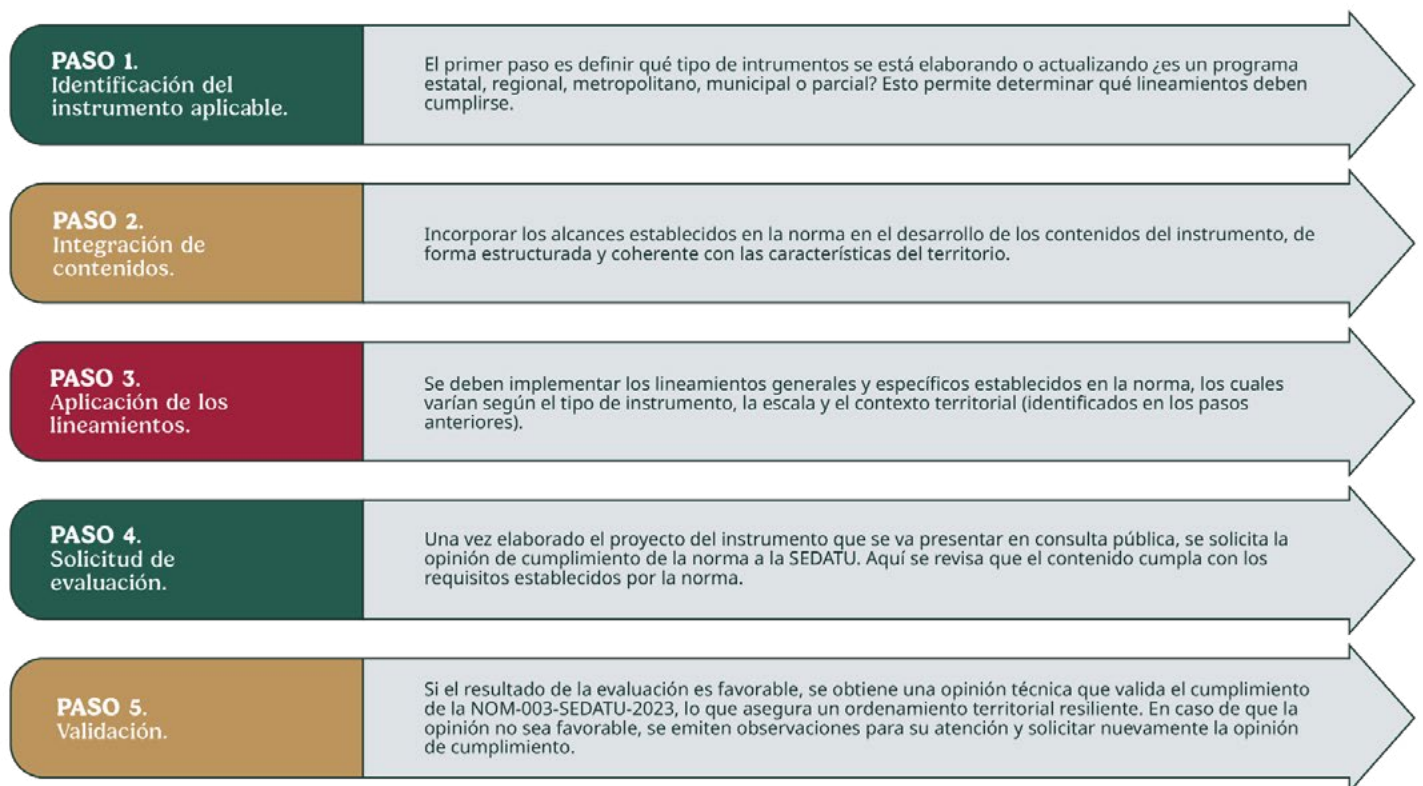 PASO 1.
Identificación del
instrumento aplicable.
El primer paso es definir qué tipo de intrumentos se está elaborando o actualizando ¿es un programa
estatal, regional, metropolitano, municipal o parcial? Esto permite determinar qué lineamientos deben
cumplirse.
PASO 2.
Integración de
contenidos.
Incorporar los alcances establecidos en la norma en el desarrollo de los contenidos del instrumento, de
forma estructurada y coherente con las características del territorio.
PASO 3.
Aplicación de los
lineamientos.
Se deben implementar los lineamientos generales y específicos establecidos en la norma, los cuales
varían según el tipo de instrumento, la escala y el contexto territorial (identificados en los pasos
anteriores).
PASO 4.
Solicitud de
evaluación.
Una vez elaborado el proyecto del instrumento que se va presentar en consulta pública, se solicita la
opinión de cumplimiento de la norma a la SEDATU. Aquí se revisa que el contenido cumpla con los
requisitos establecidos por la norma.
PASO 5.
Validación.
Si el resultado de la evaluación es favorable, se obtiene una opinión técnica que valida el cumplimiento
de la NOM-003-SEDATU-2023, lo que asegura un ordenamiento territorial resiliente. En caso de que la
opinión no sea favorable, se emiten observaciones para su atención y solicitar nuevamente la opinión
de cumplimiento.